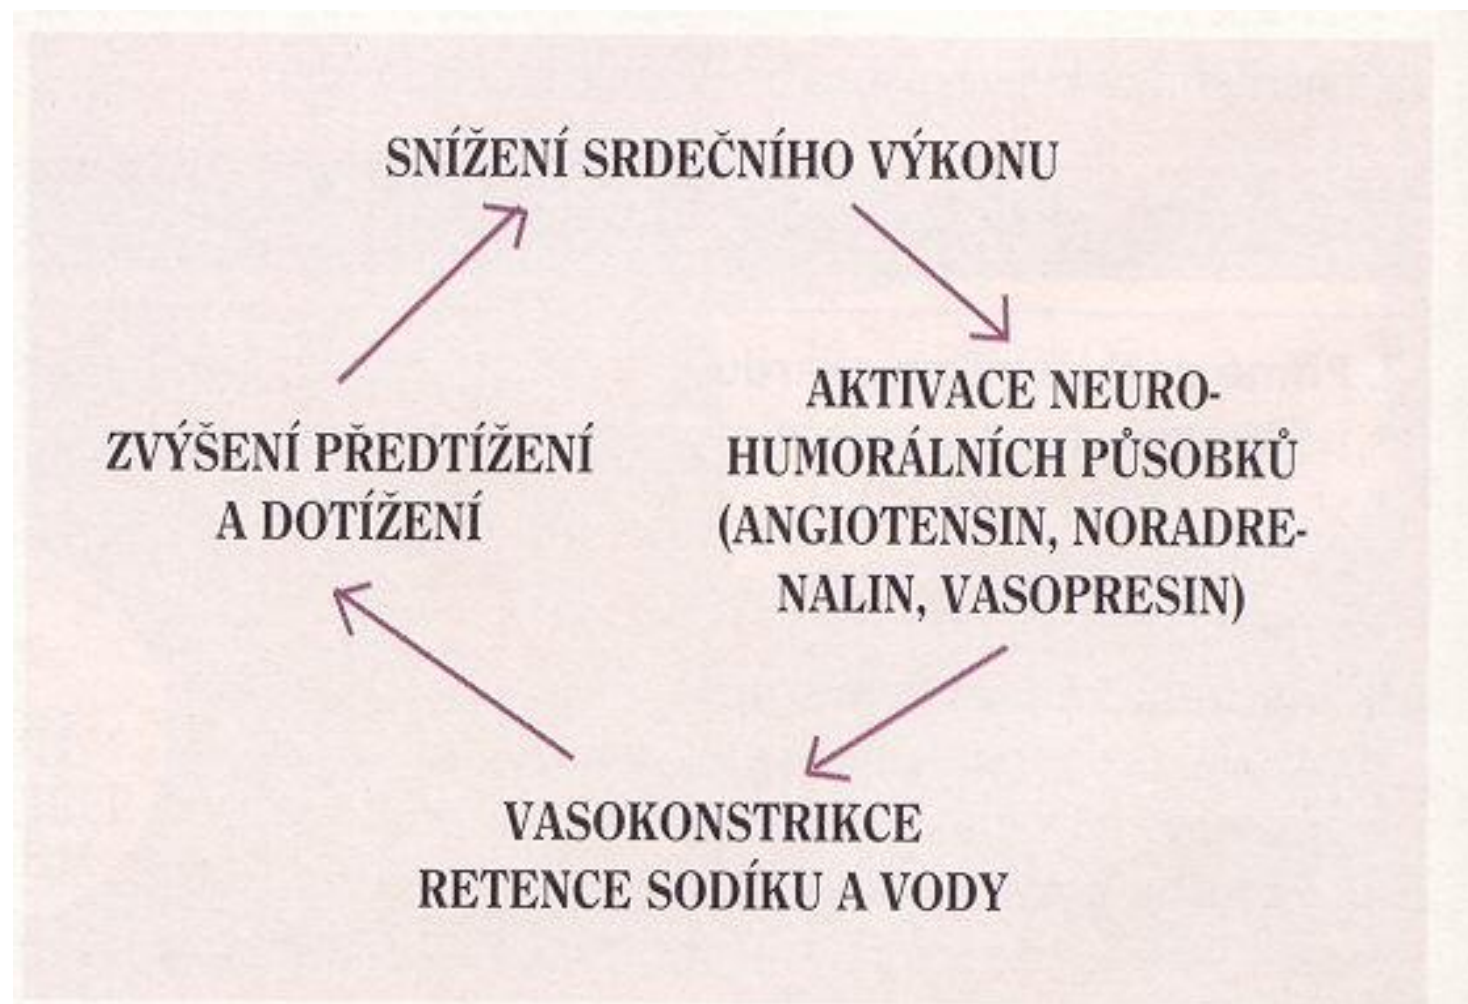 SNÍŽENÍ SRDEČNÍHO VÝKONU
AKTIVACE NEURO-
HUMORÁLNÍCH PŮSOBKŮ
(ANGIOTENSIN, NORADRE-
NALIN, VASOPRESIN)
ZVÝŠENÍ PŘEDTÍŽENÍ
A DOTÍŽENÍ
VASOKONSTRIKCE
RETENCE SODÍKU A VODY